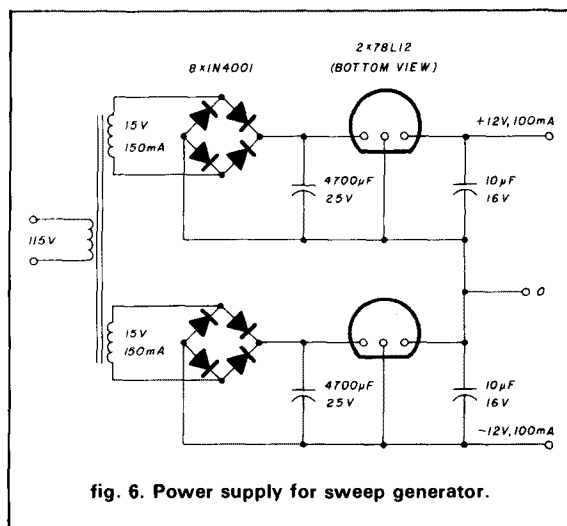 2×78L12
(BOTTOM VIEW)
8×1N4001
15V
150mA
+12V, 100mA
4700µF
25V
10µF
16V
115V
0
15V
150mA
4700µF
25V
10µF
16V
−12V, 100mA
fig. 6. Power supply for sweep generator.